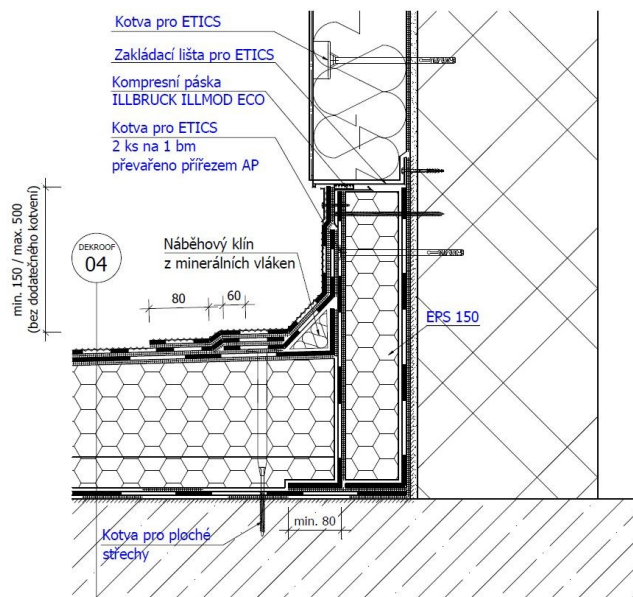 Kotva pro ETICS
Zakládací lišta pro ETICS
Kompresní páska
ILLBRUCK ILLMOD ECO
Kotva pro ETICS
2 ks na 1 bm
převařeno přířezem AP
min. 150 / max. 500
(bez dodatečného kotvení)
DEKROOF
04
Náběhový klín
z minerálních vláken
80
60
EPS 150
min. 80
Kotva pro ploché
střechy